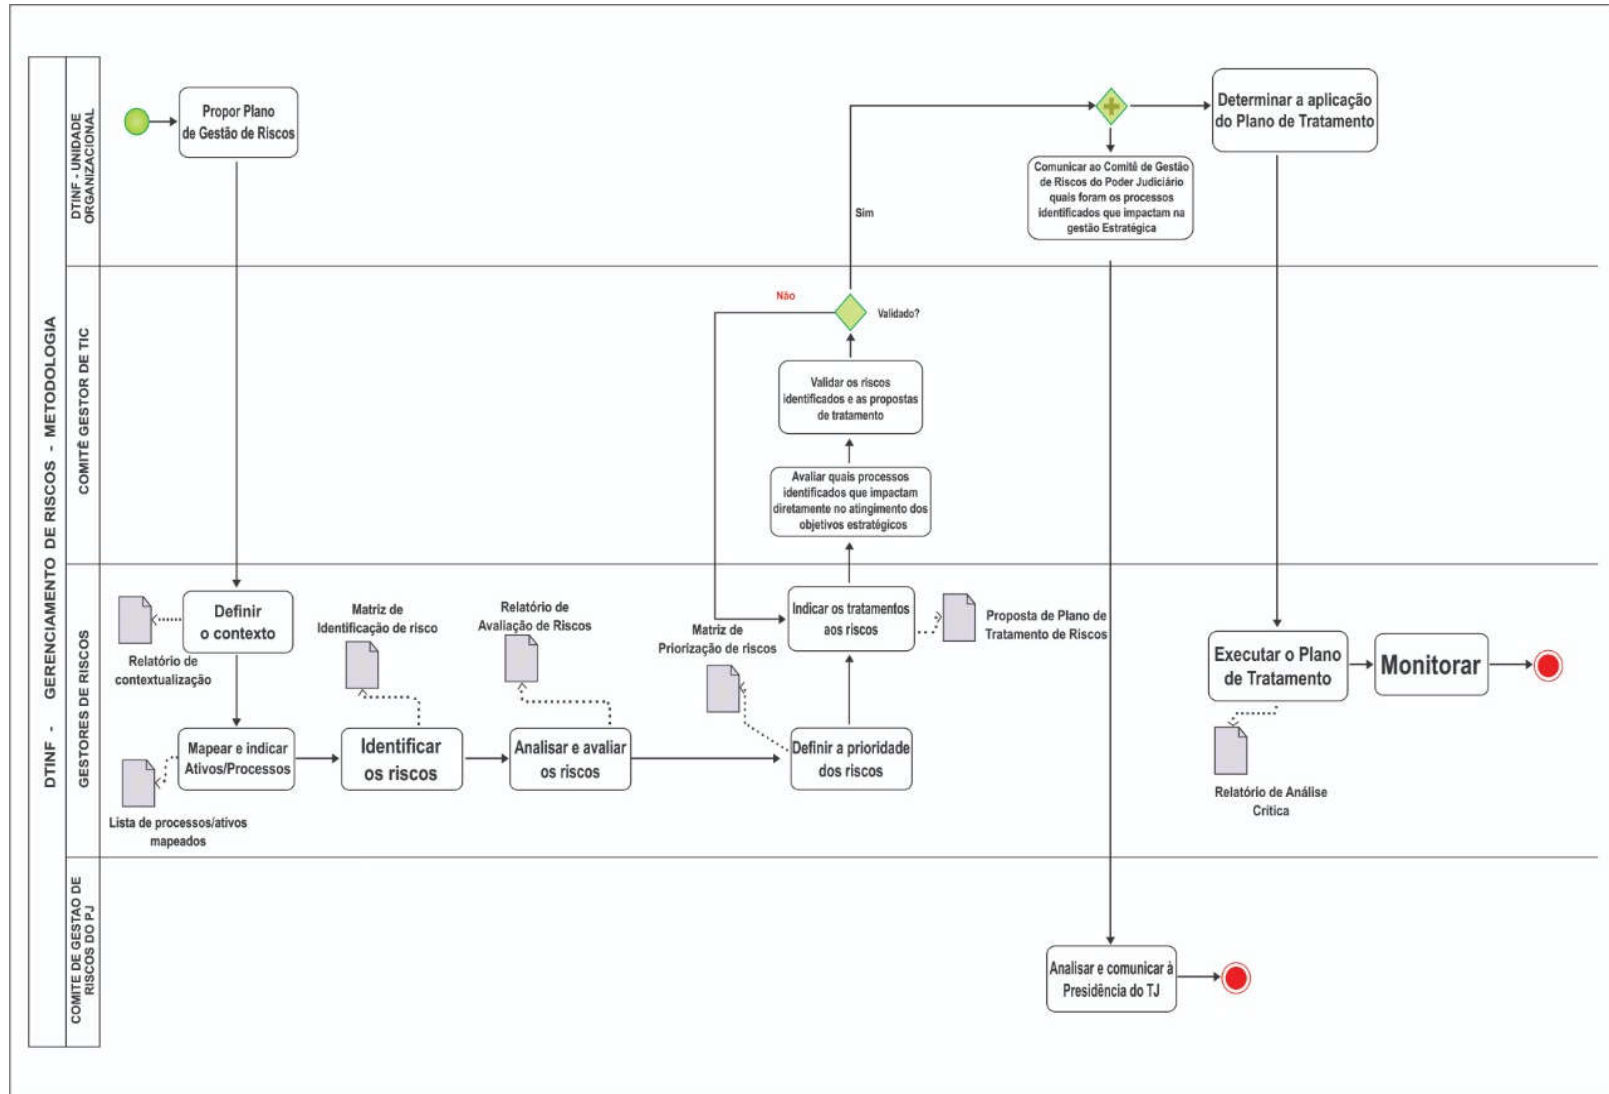 DTINF - GERENCIAMENTO DE RISCOS - METODOLOGIA
DTINF - UNIDADE
ORGANIZACIONAL
Propor Plano
de Gestão de Riscos
Determinar a aplicação
do Plano de Tratamento
Comunicar ao Comitê de Gestão
de Riscos do Poder Judiciário
quais foram os processos
identificados que impactam na
gestão Estratégica
Sim
COMITÊ GESTOR DE TIC
Não
Validado?
Validar os riscos
identificados e as propostas
de tratamento
Avaliar quais processos
identificados que impactam
diretamente no atingimento dos
objetivos estratégicos
GESTORES DE RISCOS
Definir
o contexto
Relatório de
contextualização
Matriz de
Identificação de risco
Relatório de
Avaliação de Riscos
Matriz de
Priorização de riscos
Indicar os tratamentos
aos riscos
Proposta de Plano de
Tratamento de Riscos
Executar o Plano
de Tratamento
Monitorar
Mapear e indicar
Ativos/Processos
Identificar
os riscos
Analisar e avaliar
os riscos
Definir a prioridade
dos riscos
Lista de processos/ativos
mapeados
Relatório de Análise
Crítica
COMITE DE GESTAO DE
RISCOS DO PJ
Analisar e comunicar à
Presidência do TJ